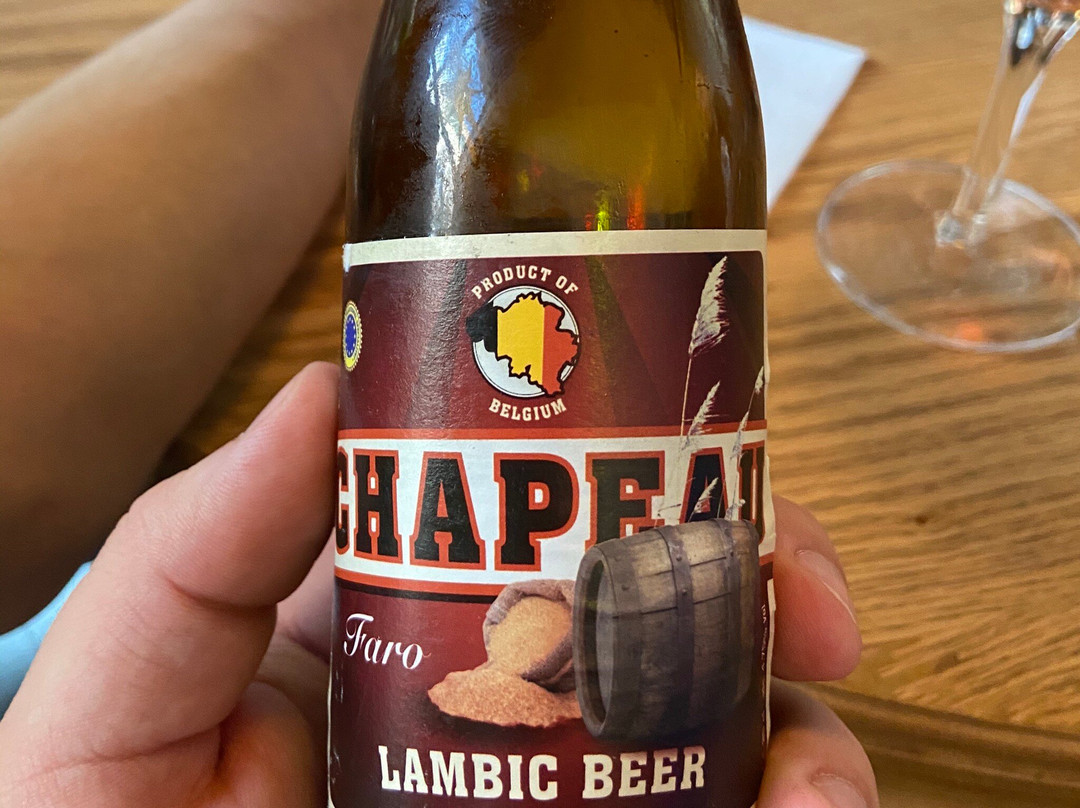 PRODUCT OF
BELGIUM
CHAPEAU
Faro
LAMBIC BEER